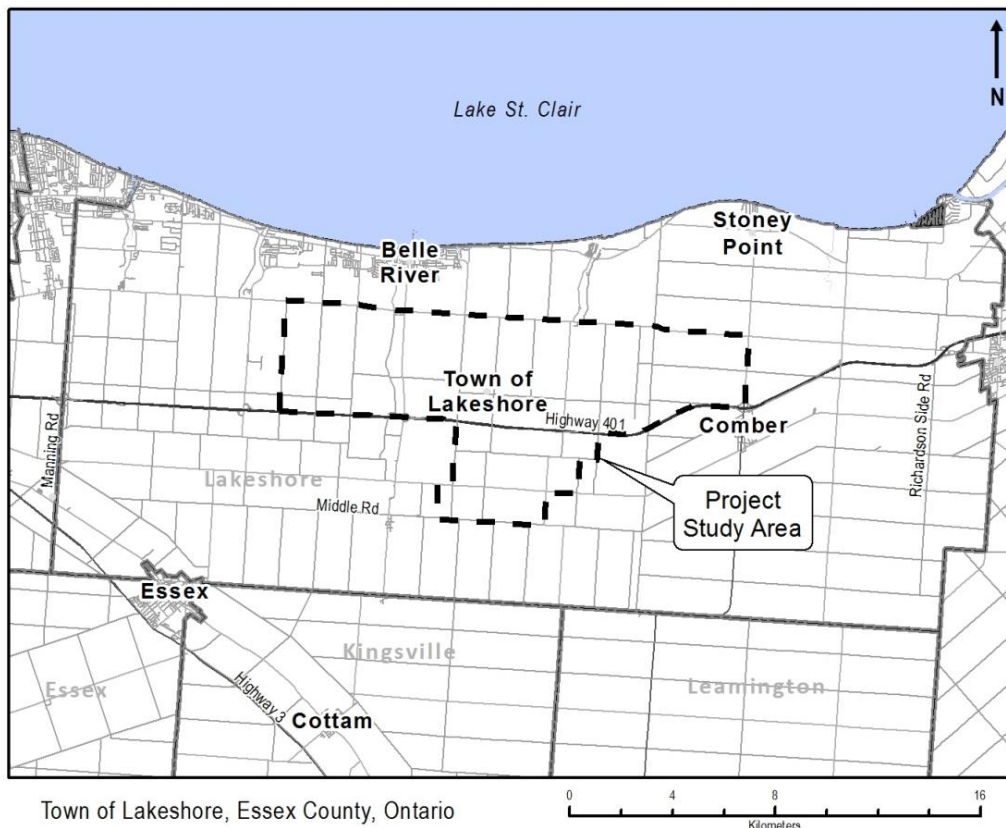 N
Lake St. Clair
Stoney
Point
Belle
River
Town of
Lakeshore
Highway 401
Comber
Manning Rd
Richardson Side Rd
Lakeshore
Middle Rd
Project
Study Area
Essex
Kingsville
Essex
Highway 3
Leamington
Cottam
Town of Lakeshore, Essex County, Ontario
0 4 8 16
Kilometers